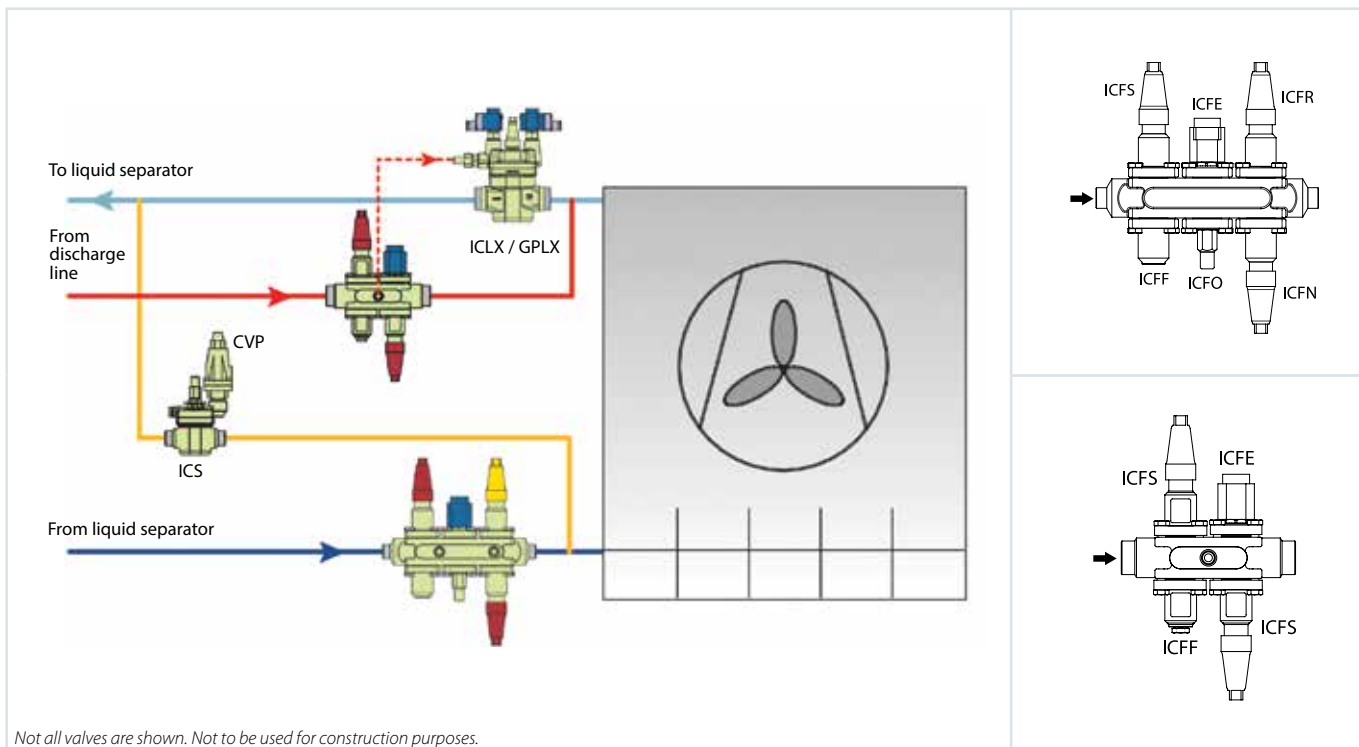 To liquid separator
From
discharge
line
ICLX / GPLX
CVP
ICS
From liquid separator
Not all valves are shown. Not to be used for construction purposes.
ICFS
ICFE
ICFR
ICFF
ICFO
ICFN
ICFS
ICFE
ICFF
ICFS